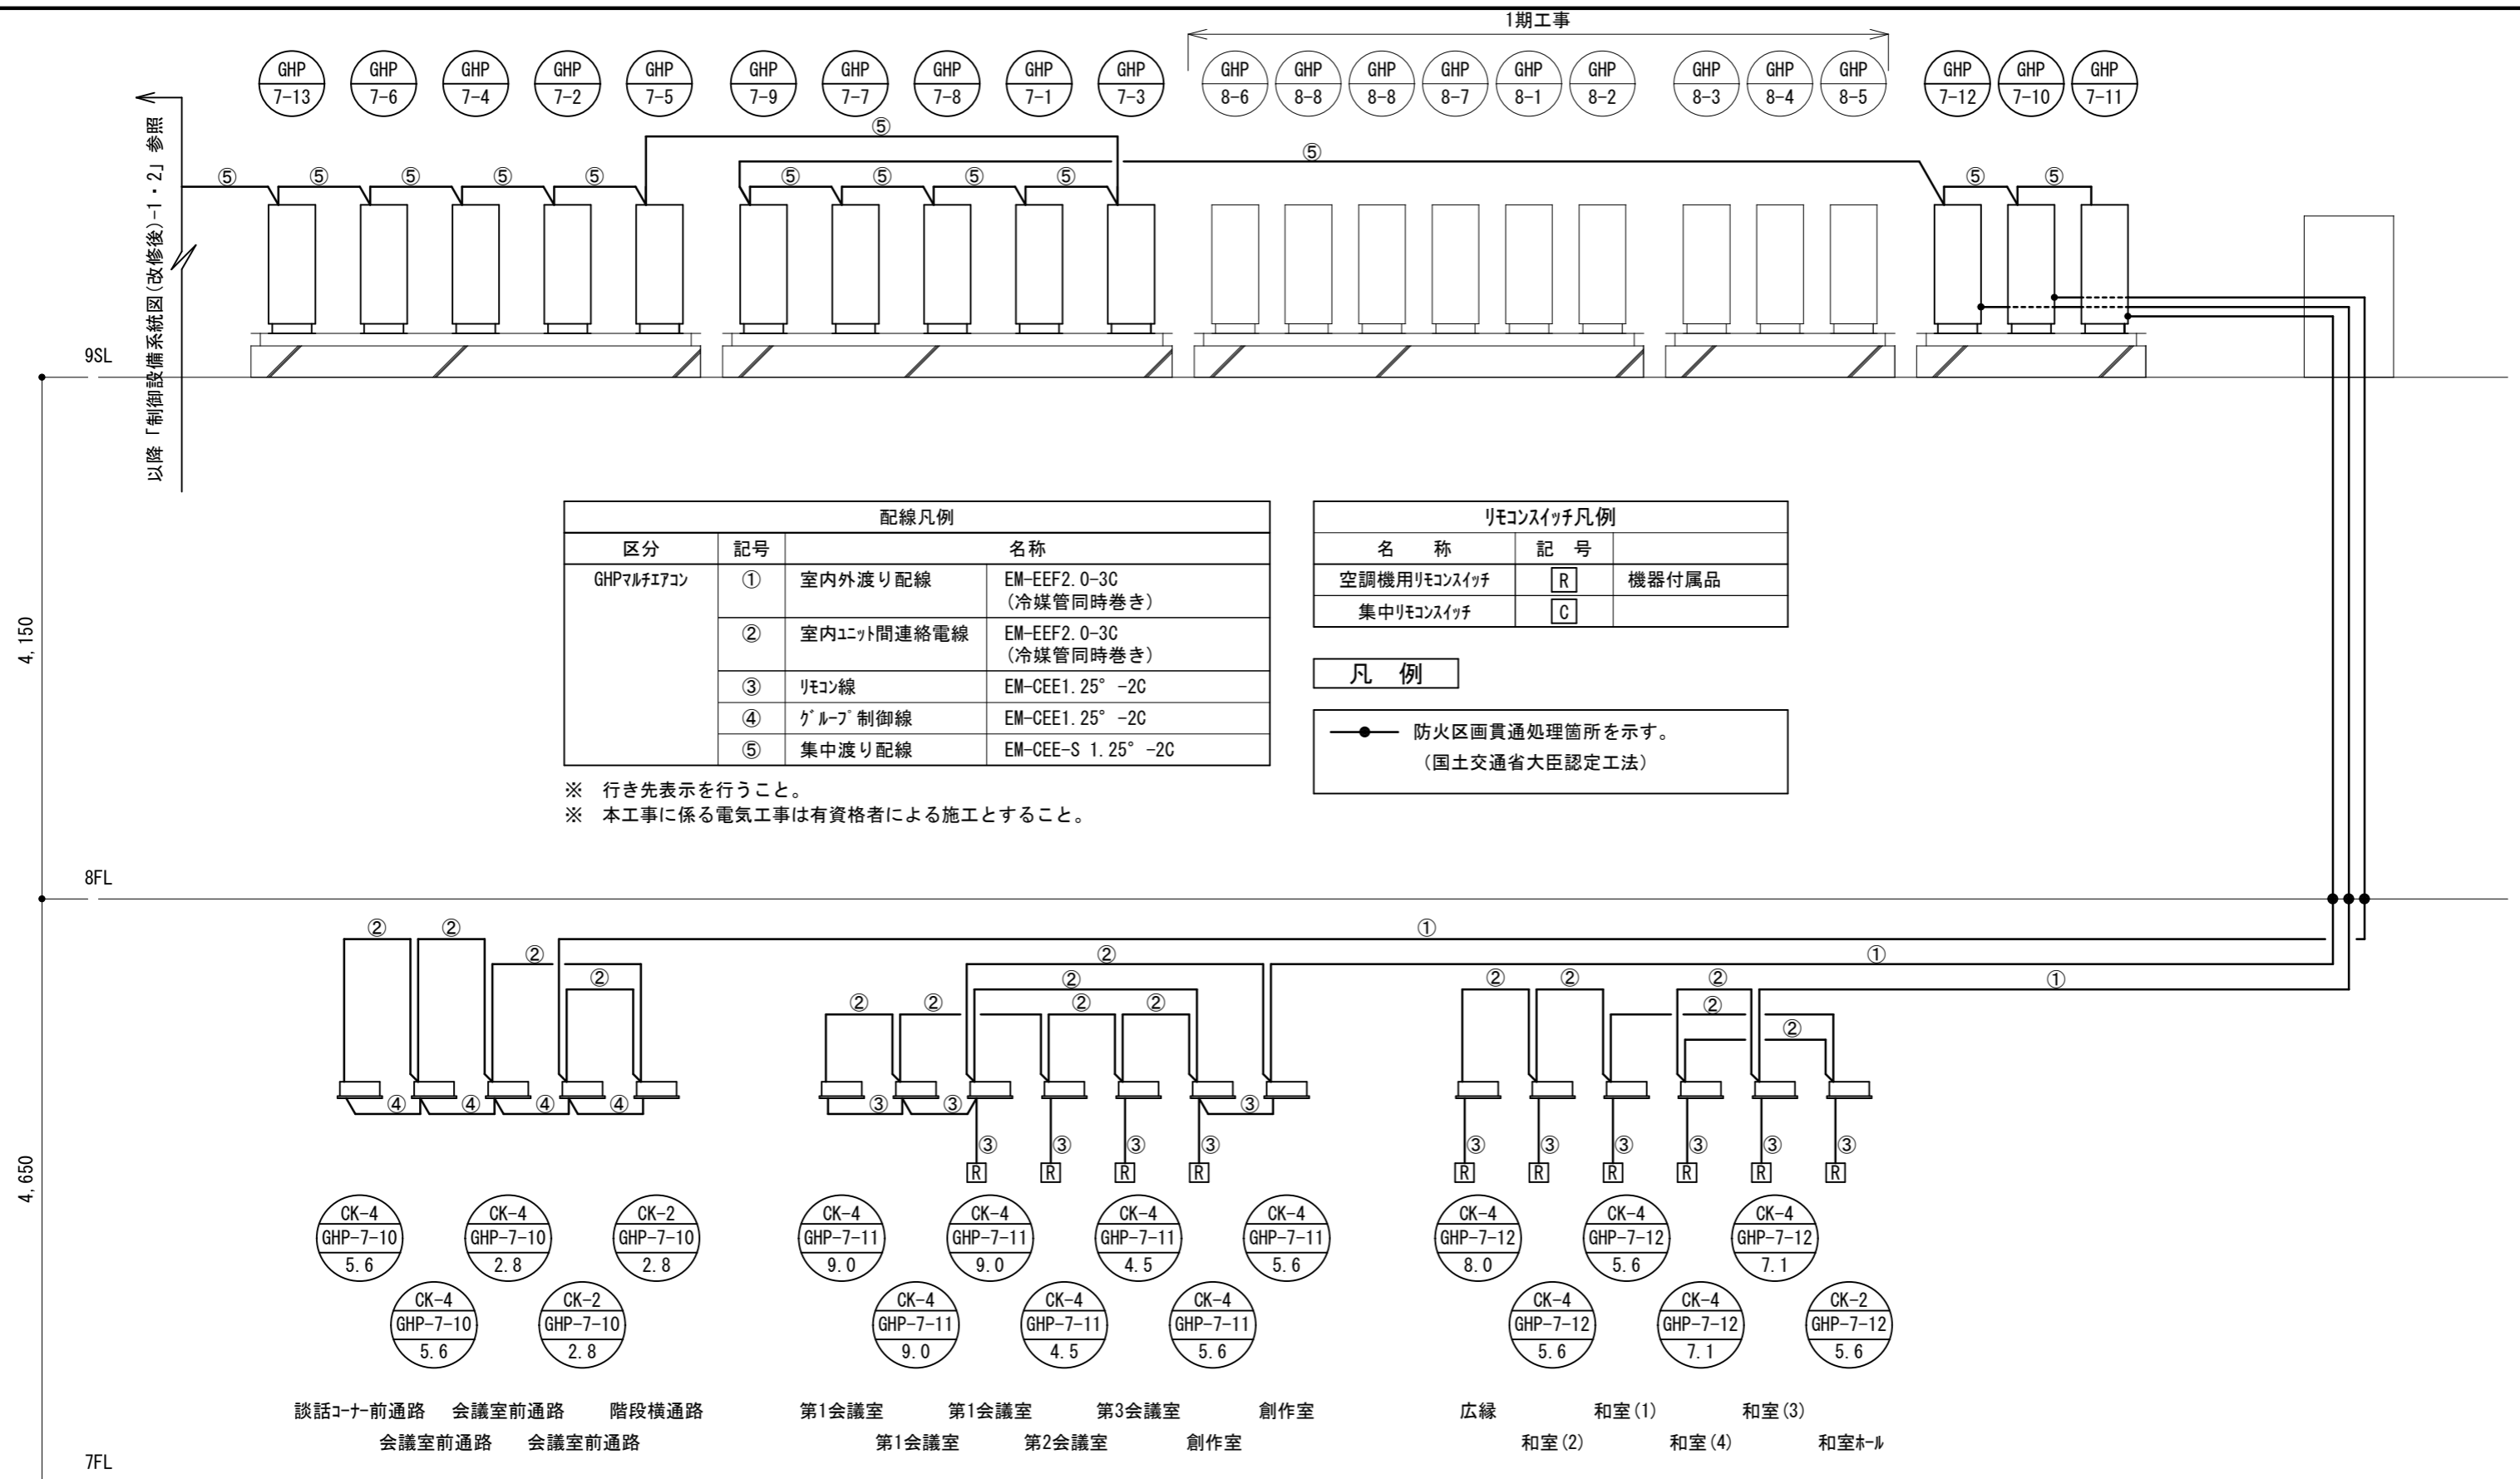 1期工事
GHP 7-13
GHP 7-6
GHP 7-4
GHP 7-2
GHP 7-5
GHP 7-9
GHP 7-7
GHP 7-8
GHP 7-1
GHP 7-3
GHP 8-6
GHP 8-8
GHP 8-8
GHP 8-7
GHP 8-1
GHP 8-2
GHP 8-3
GHP 8-4
GHP 8-5
GHP 7-12
GHP 7-10
GHP 7-11
⑤
⑤
⑤ ⑤ ⑤ ⑤ ⑤ ⑤ ⑤ ⑤ ⑤ ⑤ ⑤
以降「制御設備系統図(改修後)-1・2」参照
9SL
配線凡例
区分 記号 名称
GHPマルチエアコン ① 室内外渡り配線 EM-EEF2.0-3C
(冷媒管同時巻き)
② 室内ユニット間連絡電線 EM-EEF2.0-3C
(冷媒管同時巻き)
③ リモコン線 EM-CEE1.25°-2C
④ グループ制御線 EM-CEE1.25°-2C
⑤ 集中渡り配線 EM-CEE-S 1.25°-2C
※ 行き先表示を行うこと。
※ 本工事に係る電気工事は有資格者による施工とすること。
リモコンスイッチ凡例
名 称 記 号
空調機用リモコンスイッチ R 機器付属品
集中リモコンスイッチ C
凡 例
防火区画貫通処理箇所を示す。
(国土交通省大臣認定工法)
4,150
8FL
② ② ①
② ② ①
② ② ② ② ② ①
② ② ② ② ②
②
④ ④ ④ ④ ③ ③ ③
③ ③ ③ ③ ③ ③ ③ ③ ③ ③
R R R R R R R R R R
4,650
CK-4 GHP-7-10 5.6
CK-4 GHP-7-10 2.8
CK-2 GHP-7-10 2.8
CK-4 GHP-7-11 9.0
CK-4 GHP-7-11 9.0
CK-4 GHP-7-11 4.5
CK-4 GHP-7-11 5.6
CK-4 GHP-7-12 8.0
CK-4 GHP-7-12 5.6
CK-4 GHP-7-12 7.1
CK-4 GHP-7-10 5.6
CK-2 GHP-7-10 2.8
CK-4 GHP-7-11 9.0
CK-4 GHP-7-11 4.5
CK-4 GHP-7-11 5.6
CK-4 GHP-7-12 5.6
CK-4 GHP-7-12 7.1
CK-2 GHP-7-12 5.6
談話コーナー前通路 会議室前通路 階段横通路 第1会議室 第1会議室 第3会議室 創作室 広縁 和室(1) 和室(3)
会議室前通路 会議室前通路 第1会議室 第2会議室 創作室 和室(2) 和室(4) 和室ホール
7FL